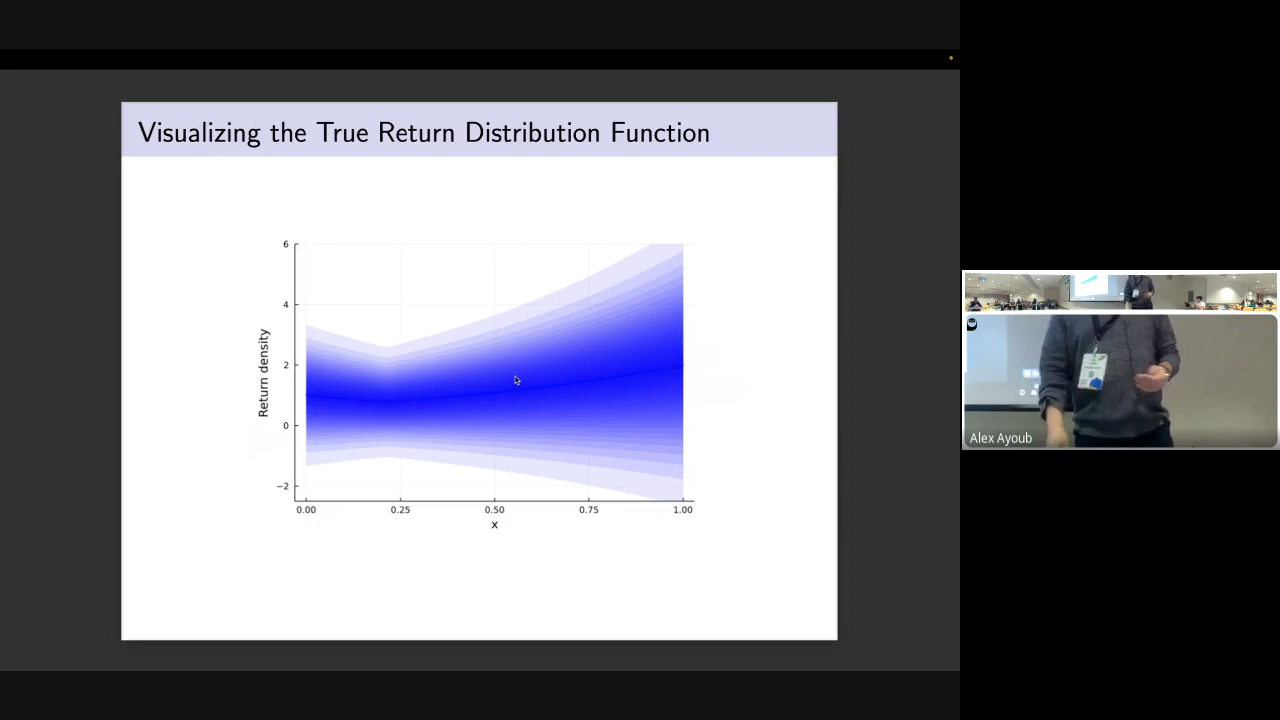 Visualizing the True Return Distribution Function
Return density
6
4
2
0
−2
0.00 0.25 0.50 0.75 1.00
x
Alex Ayoub